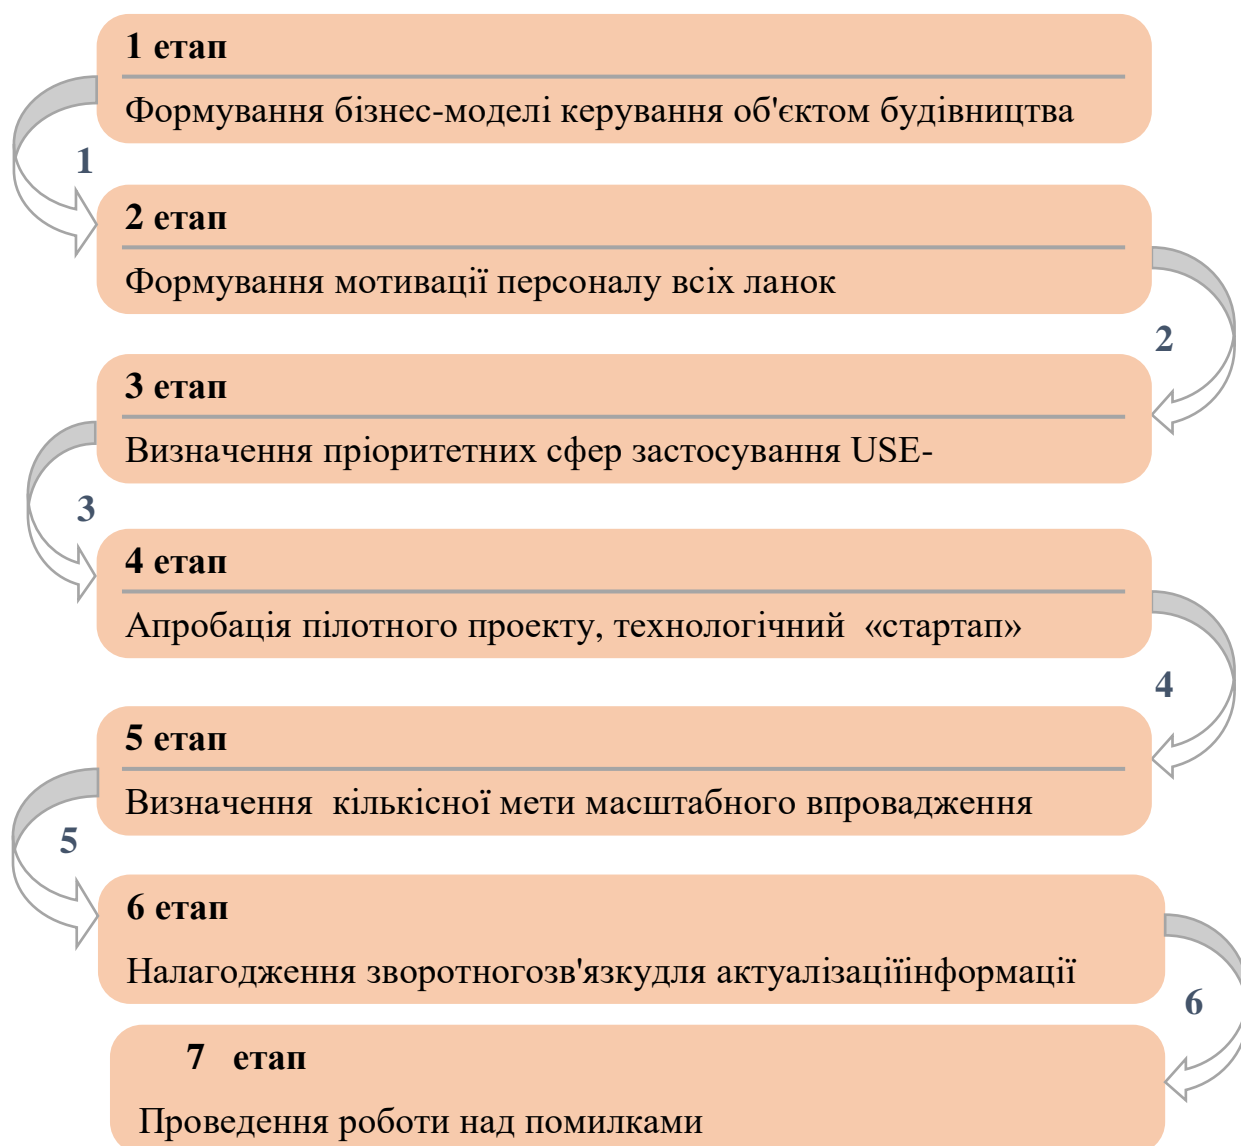 1 етап
Формування бізнес-моделі керування об'єктом будівництва
1
2 етап
Формування мотивації персоналу всіх ланок
2
3 етап
Визначення пріоритетних сфер застосування USE-
3
4 етап
Апробація пілотного проекту, технологічний «стартап»
4
5 етап
Визначення кількісної мети масштабного впровадження
5
6 етап
Налагодження зворотногозв'язкудля актуалізаціїінформації
6
7 етап
Проведення роботи над помилками